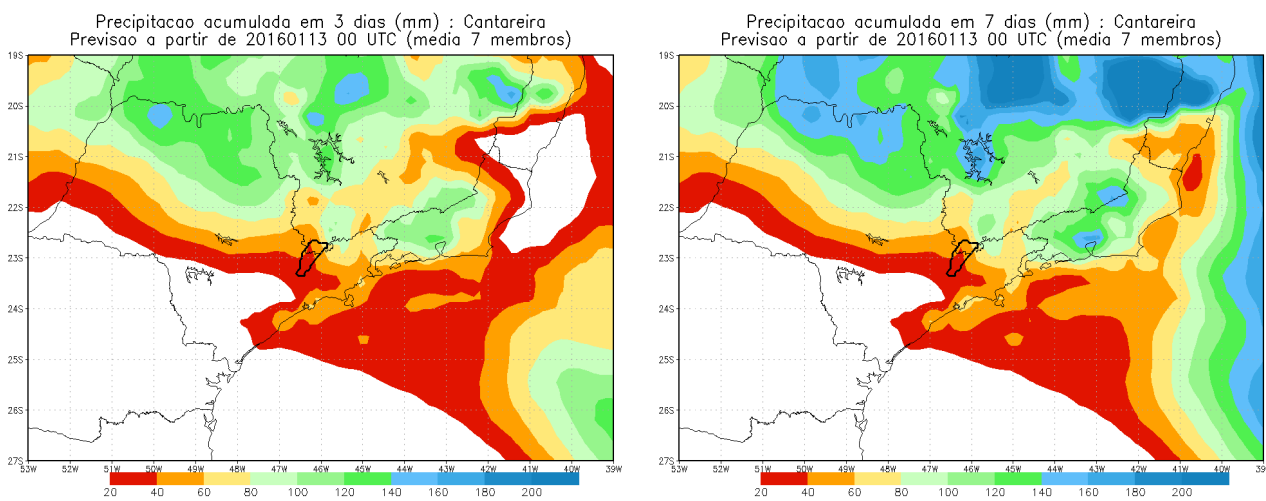 Precipitacao acumulada em 3 dias (mm) : Cantareira
Previsao a partir de 20160113 00 UTC (media 7 membros)
19S
20S
21S
22S
23S
24S
25S
26S
27S
53W 52W 51W 50W 49W 48W 47W 46W 45W 44W 43W 42W 41W 40W 39W
20 40 60 80 100 120 140 160 180 200
Precipitacao acumulada em 7 dias (mm) : Cantareira
Previsao a partir de 20160113 00 UTC (media 7 membros)
19S
20S
21S
22S
23S
24S
25S
26S
27S
53W 52W 51W 50W 49W 48W 47W 46W 45W 44W 43W 42W 41W 40W 39W
20 40 60 80 100 120 140 160 180 200